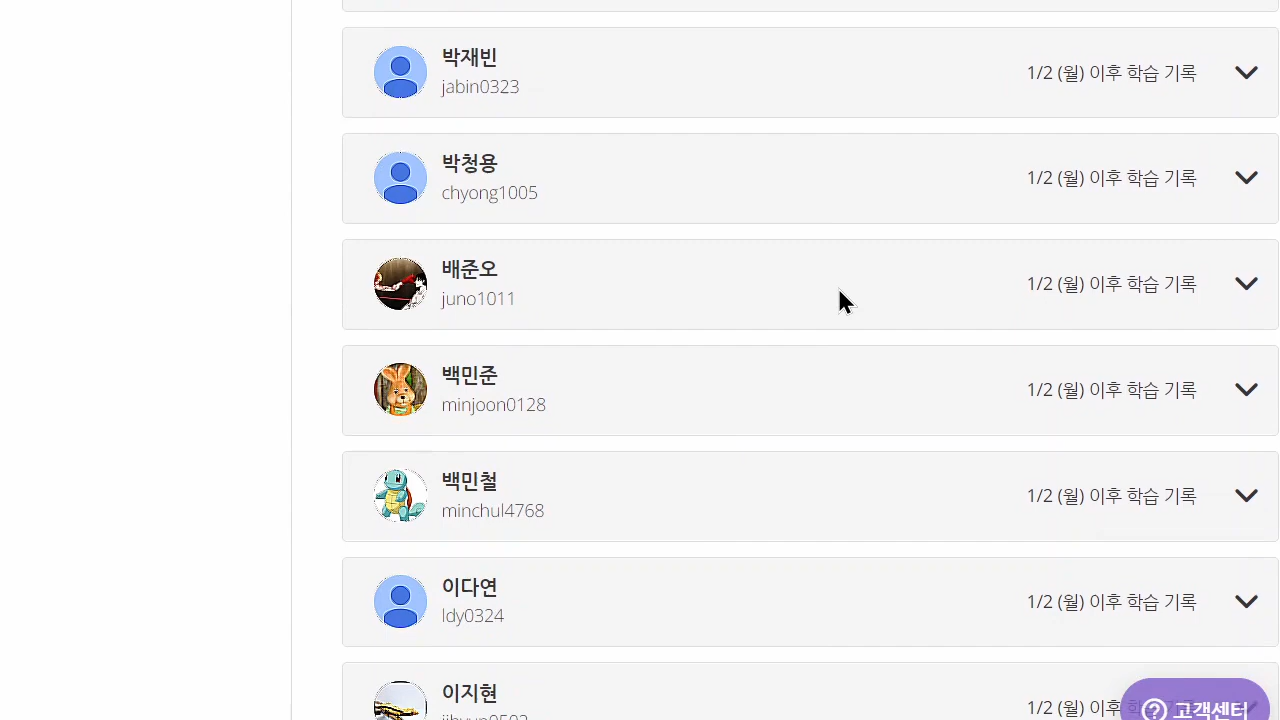 박재빈
jabin0323
1/2 (월) 이후 학습 기록
박청용
chyong1005
1/2 (월) 이후 학습 기록
배준오
juno1011
1/2 (월) 이후 학습 기록
백민준
minjoon0128
1/2 (월) 이후 학습 기록
백민철
minchul4768
1/2 (월) 이후 학습 기록
이다연
ldy0324
1/2 (월) 이후 학습 기록
이지현
1/2 (월) 이후
고객센터